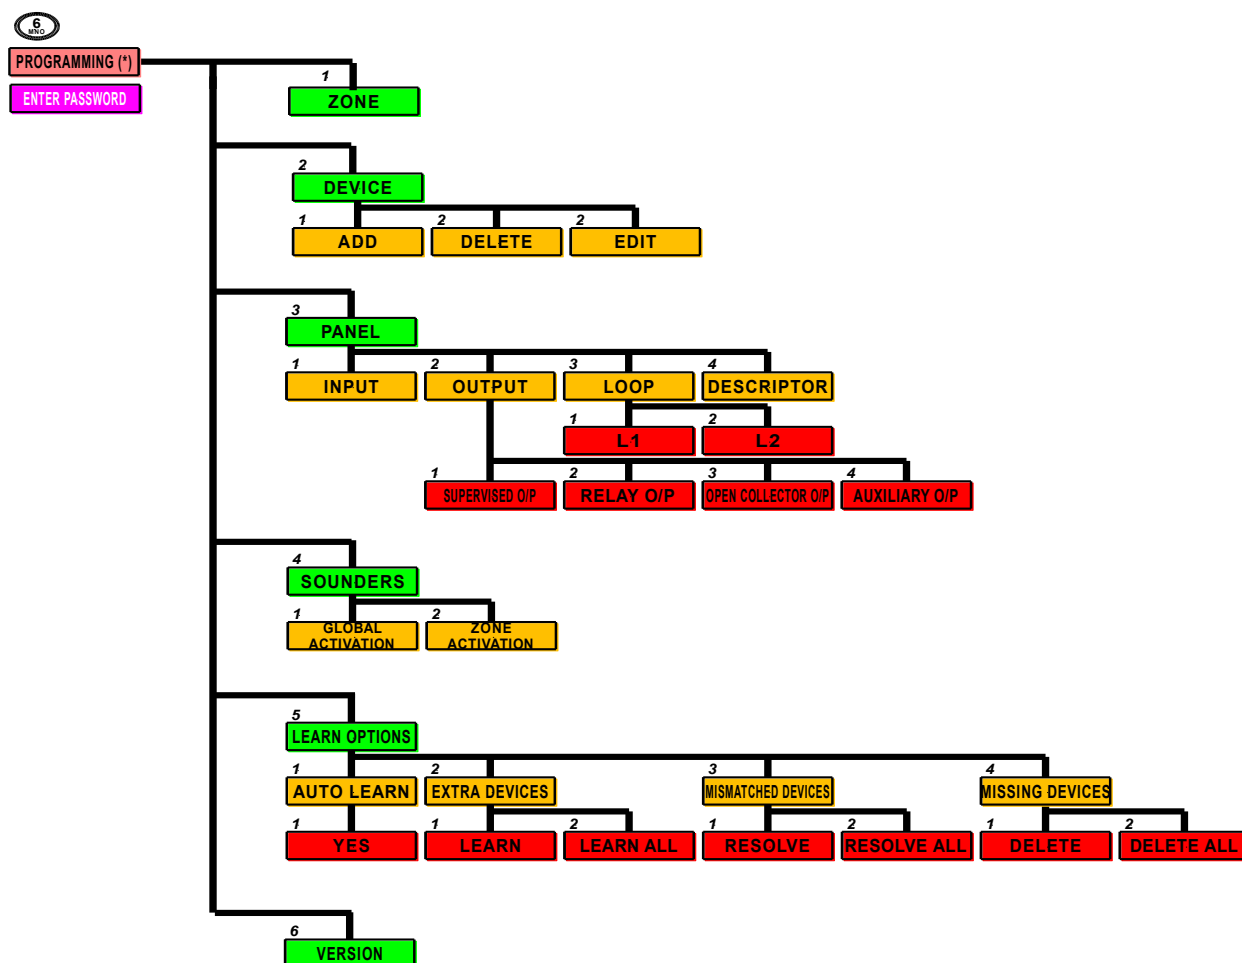 6
MNO
PROGRAMMING (*)
ENTER PASSWORD
1
ZONE
2
DEVICE
1 2 2
ADD DELETE EDIT
3
PANEL
1 2 3 4
INPUT OUTPUT LOOP DESCRIPTOR
1 2
L1 L2
1 2 3 4
SUPERVISED O/P RELAY O/P OPEN COLLECTOR O/P AUXILIARY O/P
4
SOUNDERS
1 2
GLOBAL ACTIVATION ZONE ACTIVATION
5
LEARN OPTIONS
1 2 3 4
AUTO LEARN EXTRA DEVICES MISMATCHED DEVICES MISSING DEVICES
1 1 2 1 2 1 2
YES LEARN LEARN ALL RESOLVE RESOLVE ALL DELETE DELETE ALL
6
VERSION